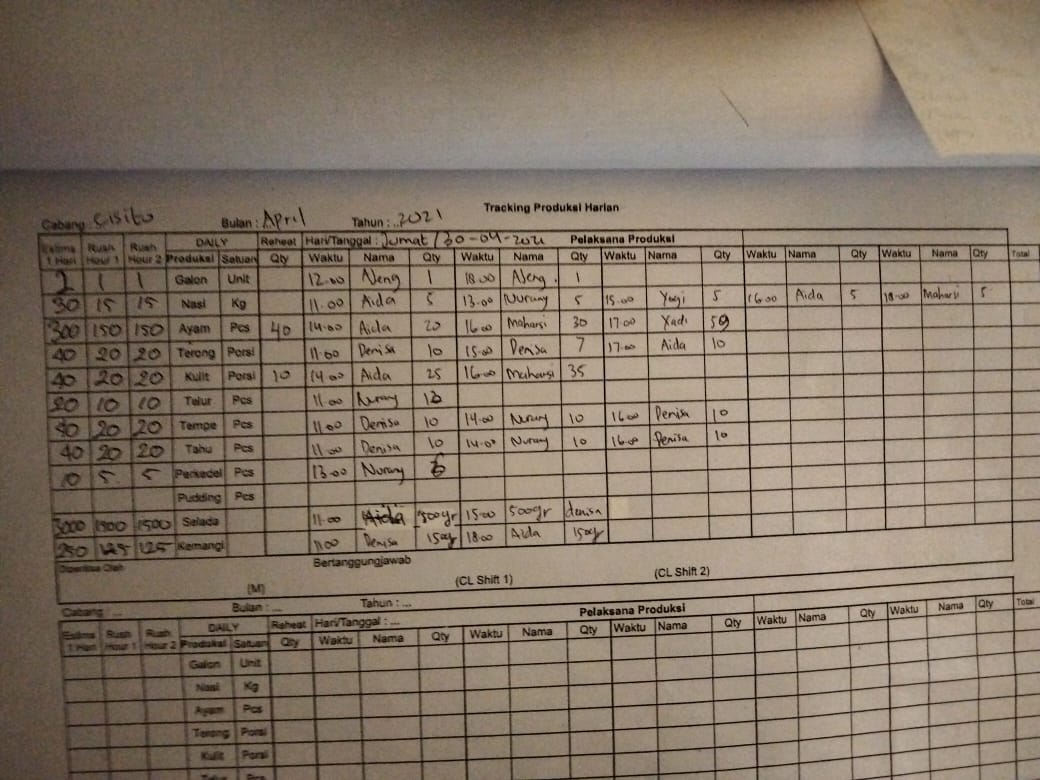 Tracking Produksi Harian
Cabang : Cisitu Bulan : April Tahun : ..2021
Estima 1 Hari Rush Hour 1 Rush Hour 2 DAILY Reheat Hari/Tanggal : Jumat / 30-04-2021 Pelaksana Produksi
Produksi Satuan Qty Waktu Nama Qty Waktu Nama Qty Waktu Nama Qty Waktu Nama Qty Waktu Nama Qty Total
2 1 1 Galon Unit 12.00 Neng 1 18.00 Neng 1
30 15 15 Nasi Kg 11.00 Aida 5 13.00 Nurany 5 15.00 Yogi 5 16.00 Aida 5 18.00 Maharsi 5
300 150 150 Ayam Pcs 40 14.00 Aida 20 16.00 Maharsi 30 17.00 Yadi
40 20 20 Terong Porsi 11.00 Denisa 10 15.00 Denisa 7 17.00 Aida 10
40 20 20 Kulit Porsi 10 14.00 Aida 25 16.00 Maharsi 35
20 10 10 Telur Pcs 11.00 Nurany
40 20 20 Tempe Pcs 11.00 Denisa 10 14.00 Nurany 10 16.00 Denisa 10
40 20 20 Tahu Pcs 11.00 Denisa 10 14.00 Nurany 10 16.00 Denisa 10
10 5 5 Perkedel Pcs 13.00 Nurany
Pudding Pcs
3000 1500 1500 Selada 11.00 Aida 500gr 15.00 500gr denisa
250 125 125 Kemangi 11.00 Denisa 150gr 18.00 Aida 150gr
Diperiksa Oleh Bertanggungjawab
(M) (CL Shift 1) (CL Shift 2)
Cabang : ... Bulan : ... Tahun : ...
Estima 1 Hari Rush Hour 1 Rush Hour 2 DAILY Reheat Hari/Tanggal : ... Pelaksana Produksi
Produksi Satuan Qty Waktu Nama Qty Waktu Nama Qty Waktu Nama Qty Waktu Nama Qty Waktu Nama Qty Total
Galon Unit
Nasi Kg
Ayam Pcs
Terong Porsi
Kulit Porsi
Telur Pcs